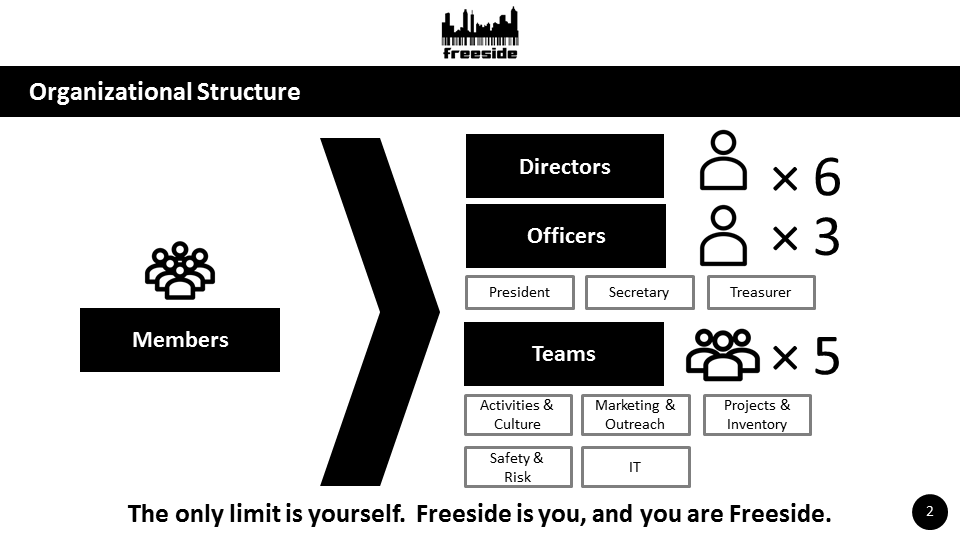 freeside
Organizational Structure
Members
Directors
× 6
Officers
× 3
President
Secretary
Treasurer
Teams
× 5
Activities &
Culture
Marketing &
Outreach
Projects &
Inventory
Safety &
Risk
IT
The only limit is yourself. Freeside is you, and you are Freeside.
2